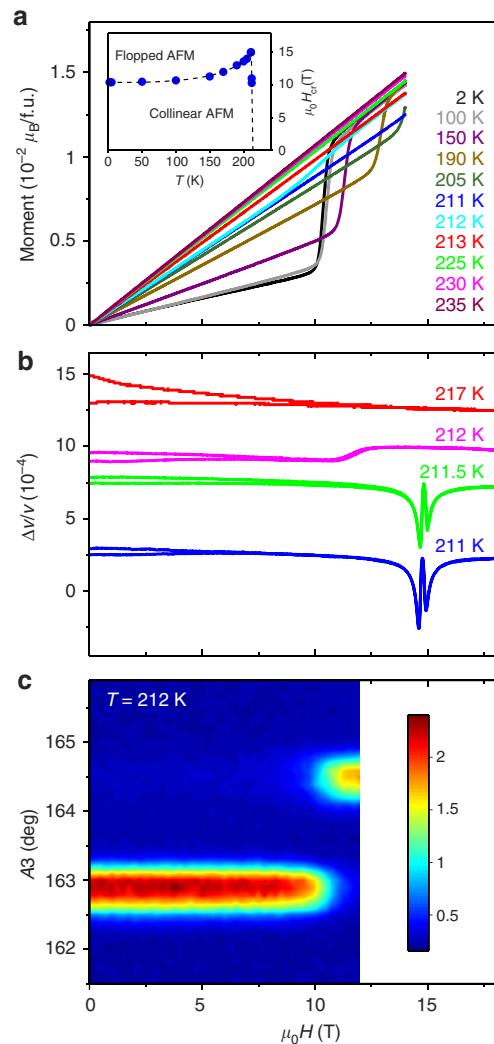 a
Flopped AFM
Collinear AFM
15
10
5
0
μ₀H_cr(T)
0 50 100 150 200
T (K)
1.5
1.0
0.5
0
Moment (10⁻² μ_B/f.u.)
2 K
100 K
150 K
190 K
205 K
211 K
212 K
213 K
225 K
230 K
235 K
b
15
10
5
0
Δv/v (10⁻⁴)
217 K
212 K
211.5 K
211 K
c
T = 212 K
165
164
163
162
A3 (deg)
2
1.5
1
0.5
0 5 10 15
μ₀H (T)